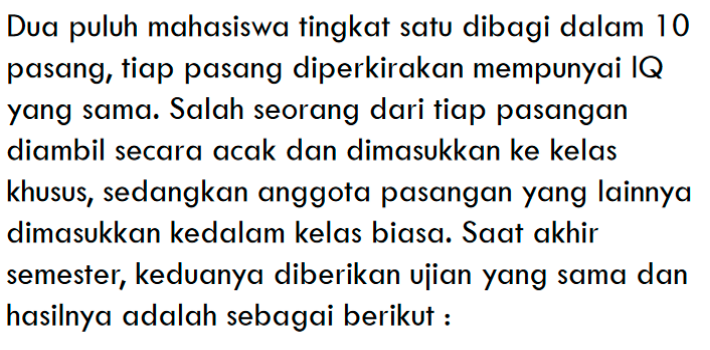 Dua puluh mahasiswa tingkat satu dibagi dalam 10
pasang, tiap pasang diperkirakan mempunyai IQ
yang sama. Salah seorang dari tiap pasangan
diambil secara acak dan dimasukkan ke kelas
khusus, sedangkan anggota pasangan yang lainnya
dimasukkan kedalam kelas biasa. Saat akhir
semester, keduanya diberikan ujian yang sama dan
hasilnya adalah sebagai berikut :